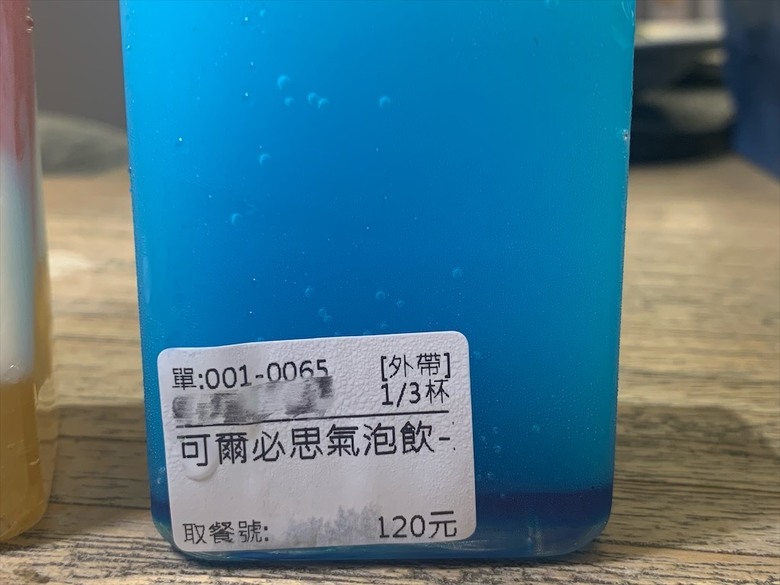 單:001-0065 [外帶]
1/3杯
可爾必思氣泡飲-
取餐號: 120元